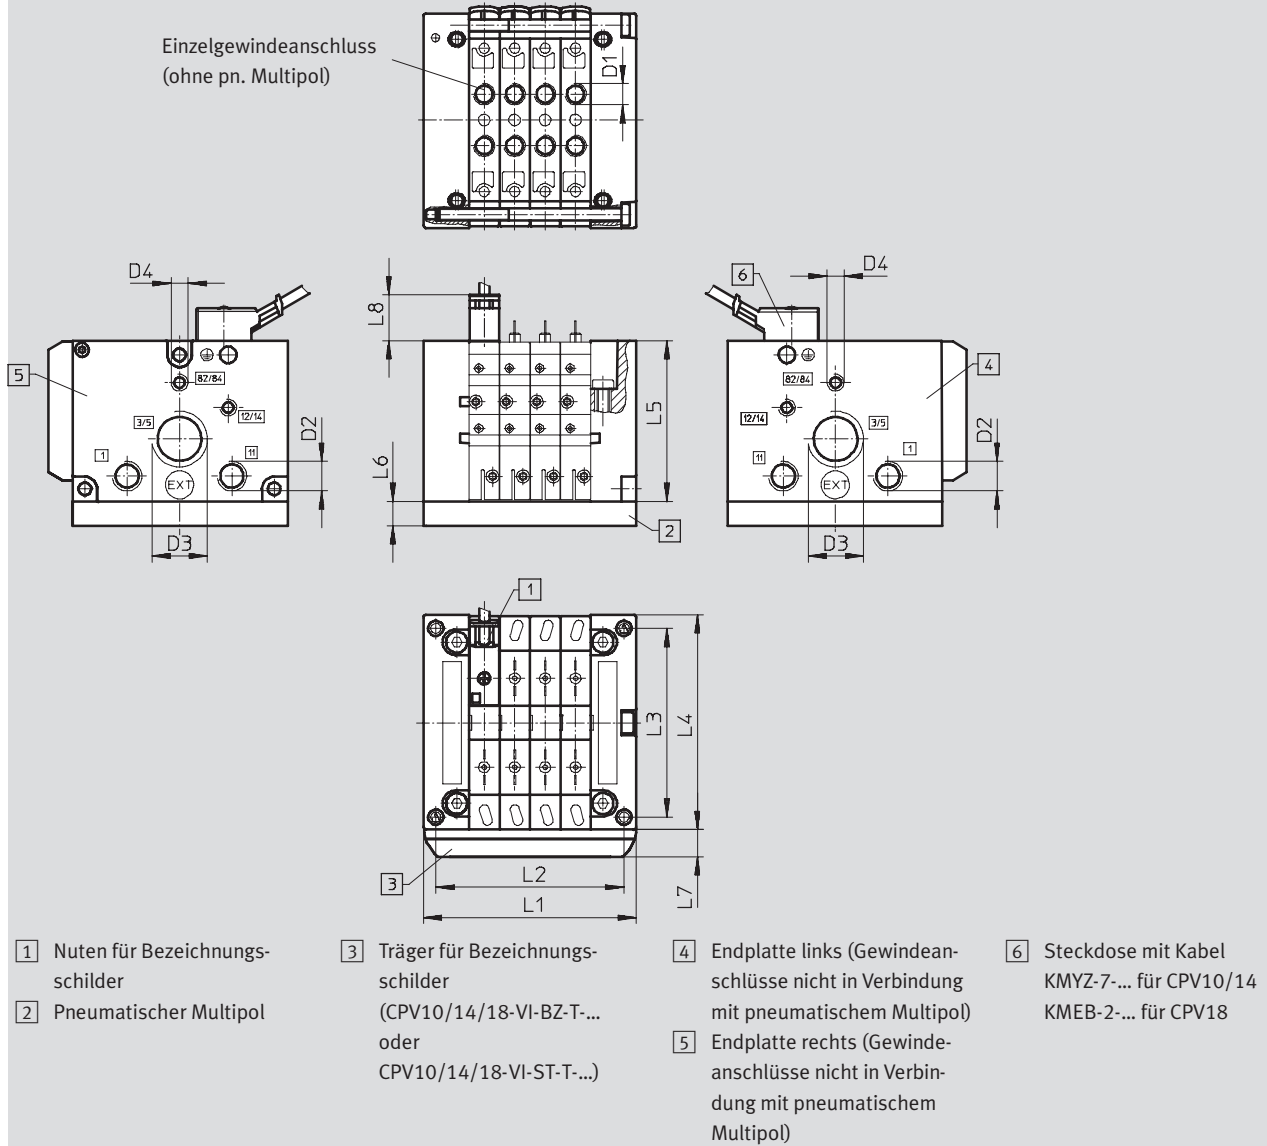 Einzelgewindeanschluss
(ohne pn. Multipol)
D1
D4
L8
6
D4
5
82/84
12/14
3/5
1
11
EXT
D2
D3
L6
L5
2
82/84
12/14
3/5
11
1
EXT
4
D2
D3
1
L3
L4
3
L2
L1
L7
1 Nuten für Bezeichnungs-
schilder
2 Pneumatischer Multipol
3 Träger für Bezeichnungs-
schilder
(CPV10/14/18-VI-BZ-T-...
oder
CPV10/14/18-VI-ST-T-...)
4 Endplatte links (Gewindean-
schlüsse nicht in Verbindung
mit pneumatischem Multipol)
5 Endplatte rechts (Gewinde-
anschlüsse nicht in Verbin-
dung mit pneumatischem
Multipol)
6 Steckdose mit Kabel
KMYZ-7-... für CPV10/14
KMEB-2-... für CPV18